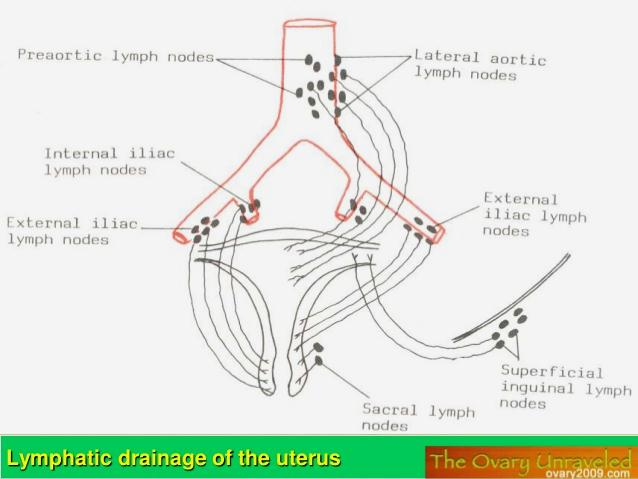 Preaortic lymph nodes
Lateral aortic
lymph nodes
Internal iliac
lymph nodes
External iliac
lymph nodes
External
iliac lymph
nodes
Superficial
inguinal lymph
nodes
Sacral lymph
nodes
Lymphatic drainage of the uterus
The Ovary Unraveled
ovary2009.com